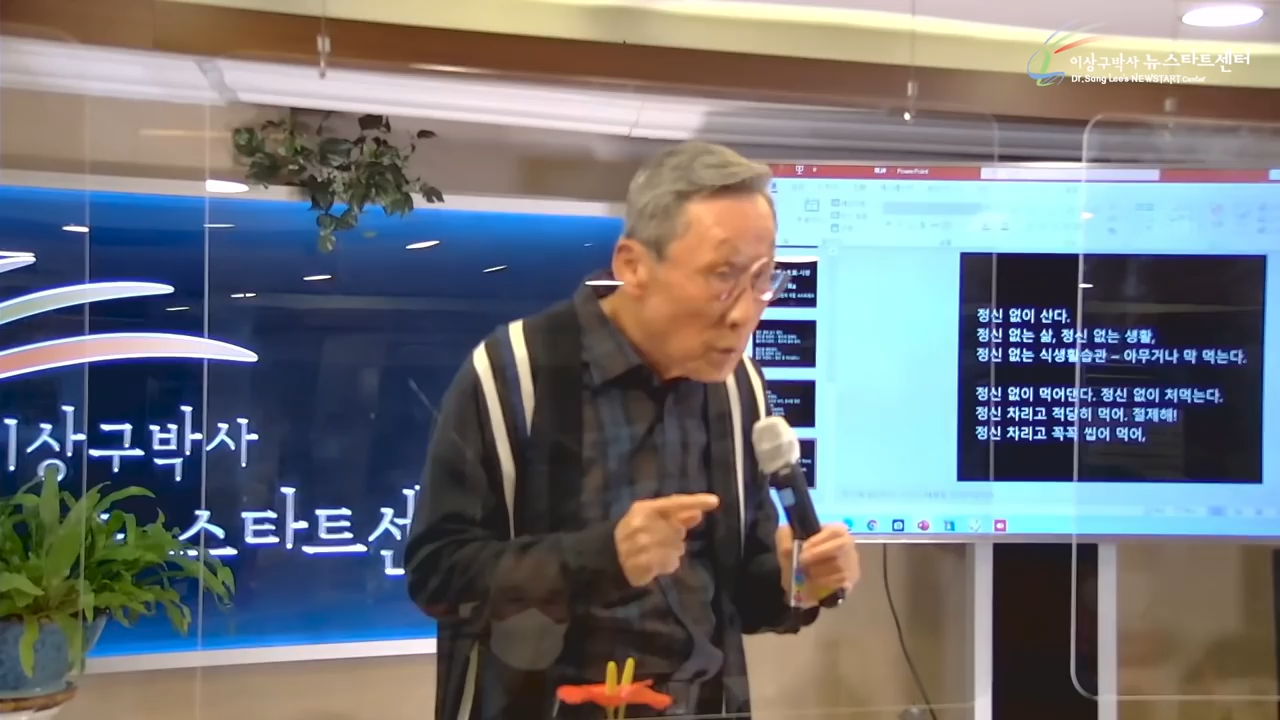 이상구박사 뉴스타트센터
Dr. Sang Lee's NEWSTART Center
PowerPoint
정신 없이 산다.
정신 없는 삶, 정신 없는 생활,
정신 없는 식생활습관 – 아무거나 막 먹는다.
정신 없이 먹어댄다. 정신 없이 처먹는다.
정신 차리고 적당히 먹어. 절제해!
정신 차리고 꼭꼭 씹어 먹어,
이상구박사
스타트센